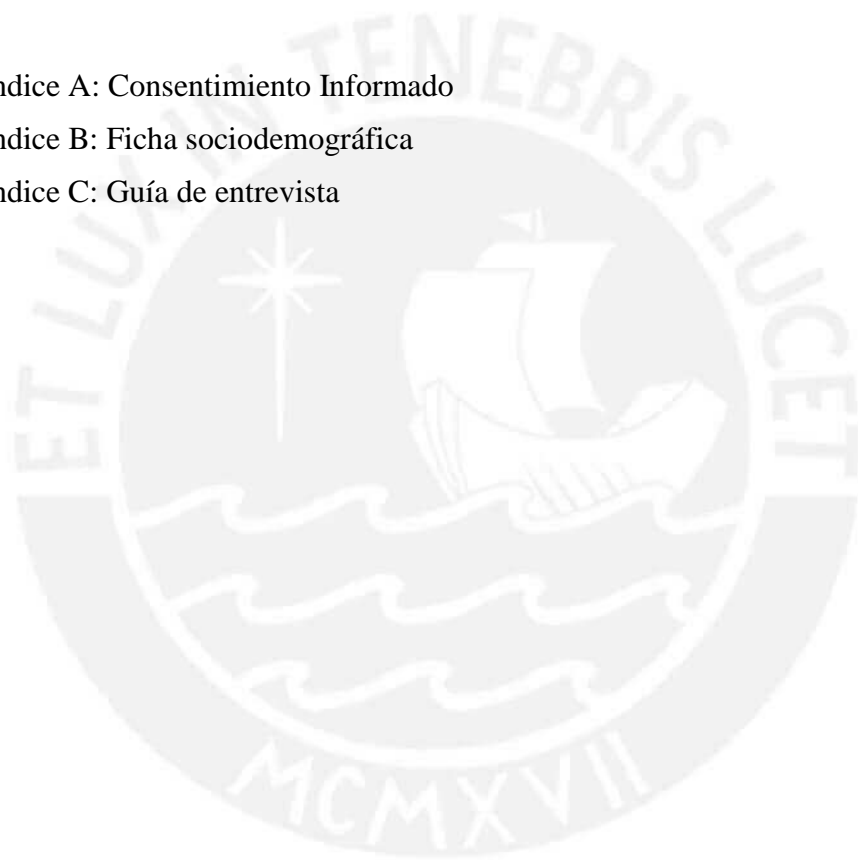 ndice A: Consentimiento Informado
ndice B: Ficha sociodemográfica
ndice C: Guía de entrevista
ET LUX IN TENEBRIS LUCET
MCMXVII